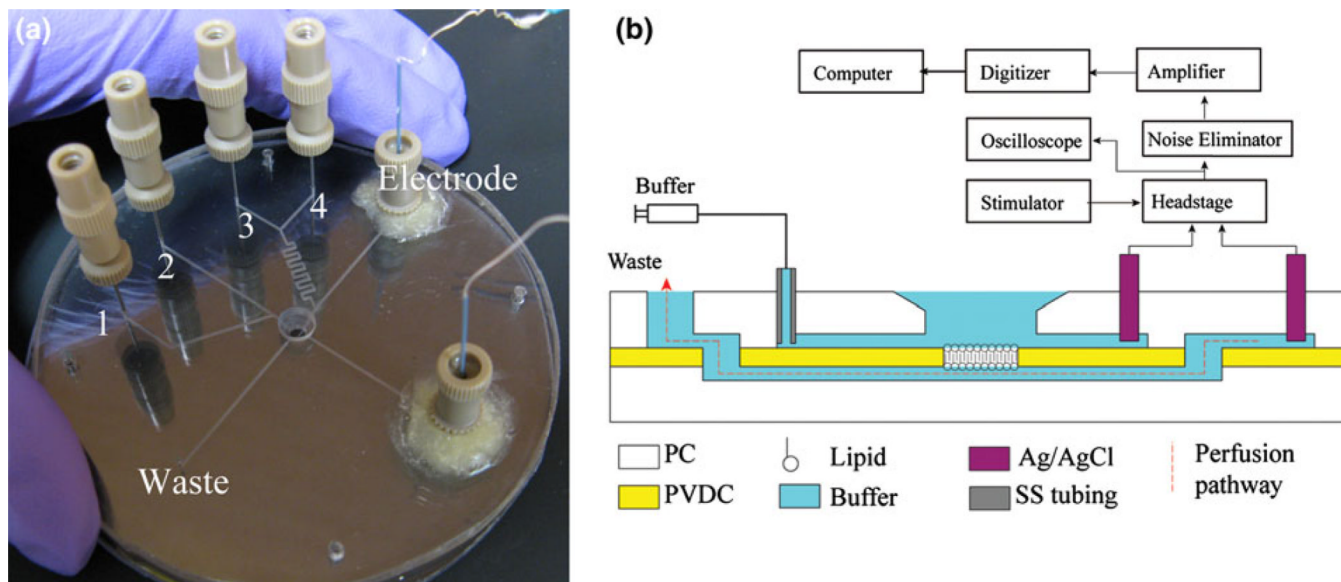 (a)
Electrode
1
2
3
4
Waste
(b)
Computer
Digitizer
Amplifier
Oscilloscope
Noise Eliminator
Buffer
Stimulator
Headstage
Waste
PC
Lipid
Ag/AgCl
Perfusion
pathway
PVDC
Buffer
SS tubing